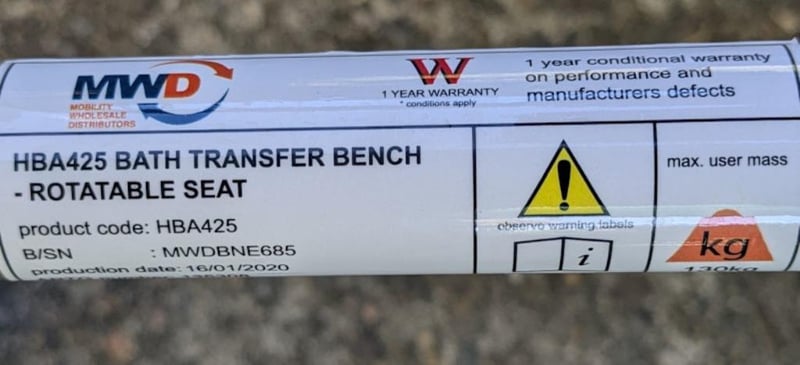 MWD
MOBILITY
WHOLESALE
DISTRIBUTORS
W
1 YEAR WARRANTY
* conditions apply
1 year conditional warranty
on performance and
manufacturers defects
HBA425 BATH TRANSFER BENCH
- ROTATABLE SEAT
product code: HBA425
B/SN : MWDBNE685
production date: 16/01/2020
!
observe warning labels
i
max. user mass
kg
130kg